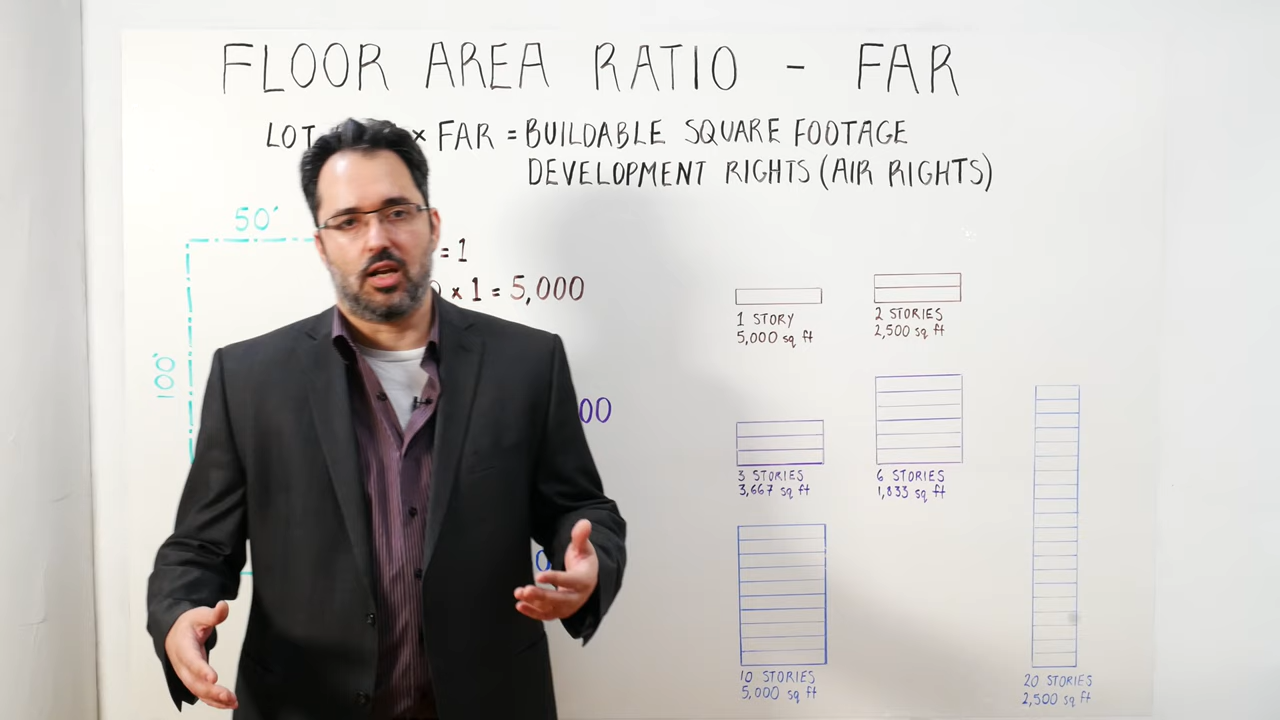 FLOOR AREA RATIO - FAR
LOT × FAR = BUILDABLE SQUARE FOOTAGE
DEVELOPMENT RIGHTS (AIR RIGHTS)
50'
= 1
× 1 = 5,000
100'
1 STORY
5,000 sq ft
2 STORIES
2,500 sq ft
00
3 STORIES
3,667 sq ft
6 STORIES
1,833 sq ft
0
10 STORIES
5,000 sq ft
20 STORIES
2,500 sq ft